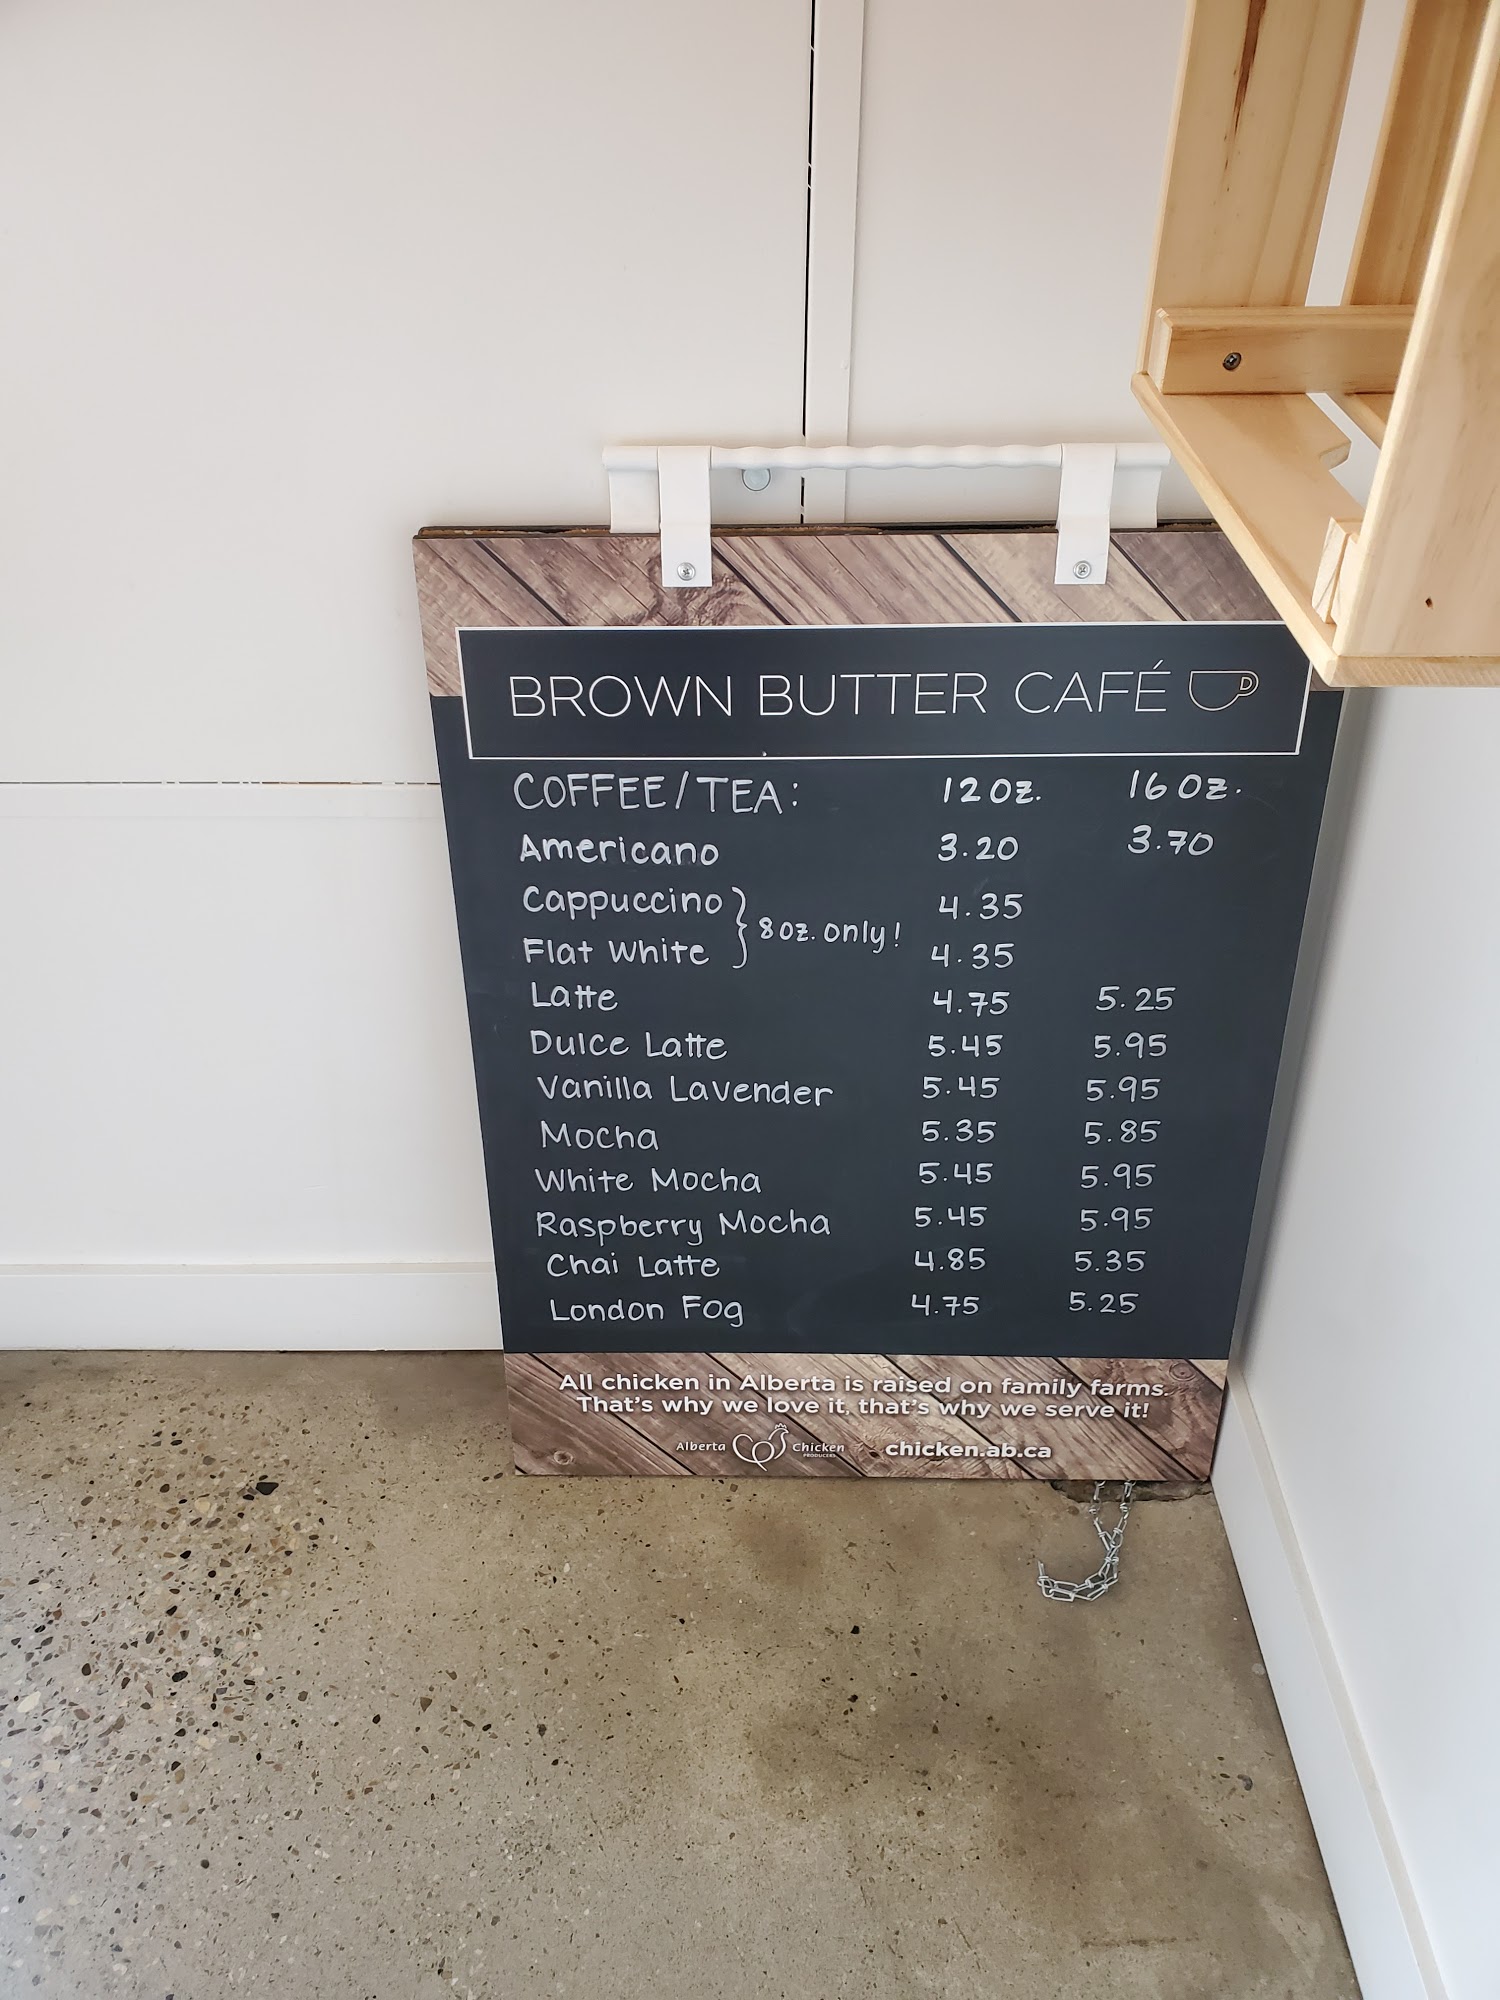 BROWN BUTTER CAFÉ D
COFFEE/TEA: 12oz. 16oz.
Americano 3.20 3.70
Cappuccino 4.35
8oz. only!
Flat White 4.35
Latte 4.75 5.25
Dulce Latte 5.45 5.95
Vanilla Lavender 5.45 5.95
Mocha 5.35 5.85
White Mocha 5.45 5.95
Raspberry Mocha 5.45 5.95
Chai Latte 4.85 5.35
London Fog 4.75 5.25
All chicken in Alberta is raised on family farms.
That's why we love it, that's why we serve it!
Alberta Chicken chicken.ab.ca
PRODUCERS